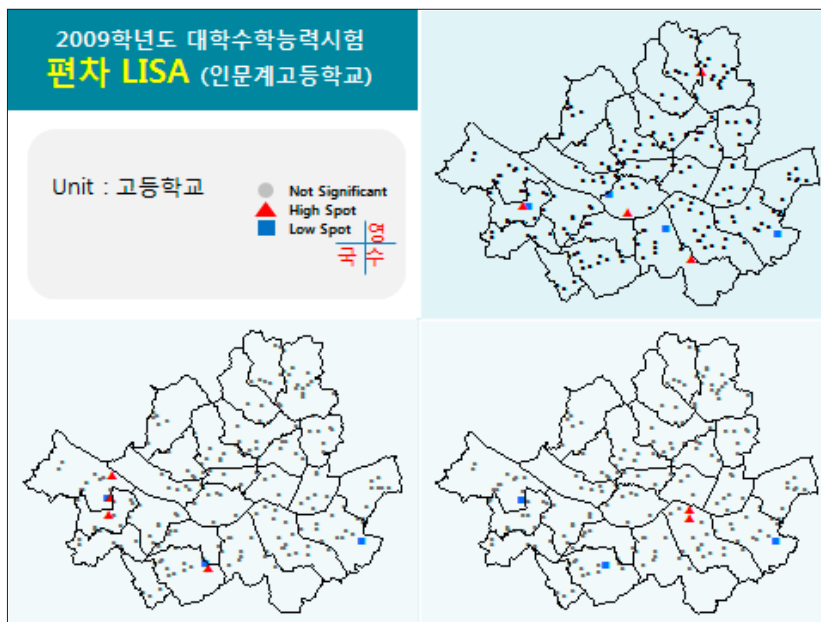 2009학년도 대학수학능력시험
편차 LISA (인문계고등학교)
Unit : 고등학교
Not Significant
High Spot
Low Spot
영
국 수